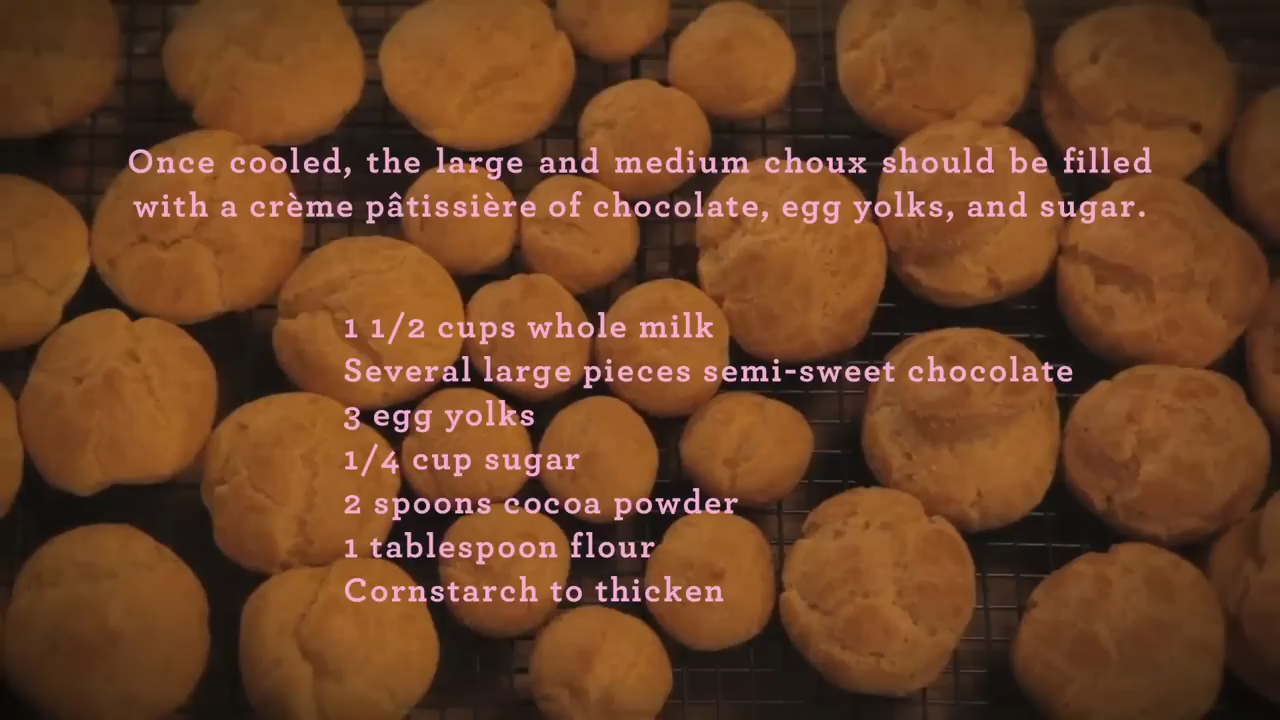 Once cooled, the large and medium choux should be filled
with a crème pâtissière of chocolate, egg yolks, and sugar.
1 1/2 cups whole milk
Several large pieces semi-sweet chocolate
3 egg yolks
1/4 cup sugar
2 spoons cocoa powder
1 tablespoon flour
Cornstarch to thicken